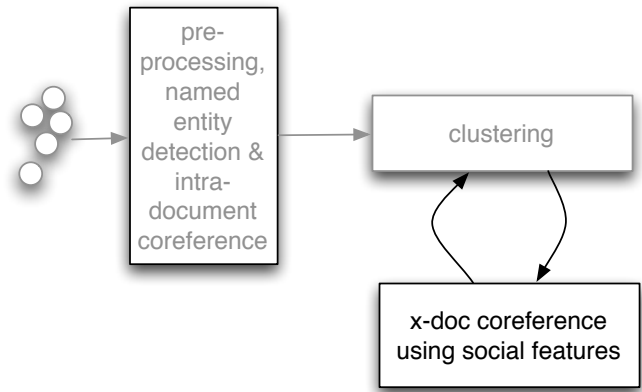 pre-
processing,
named
entity
detection &
intra-
document
coreference
clustering
x-doc coreference
using social features